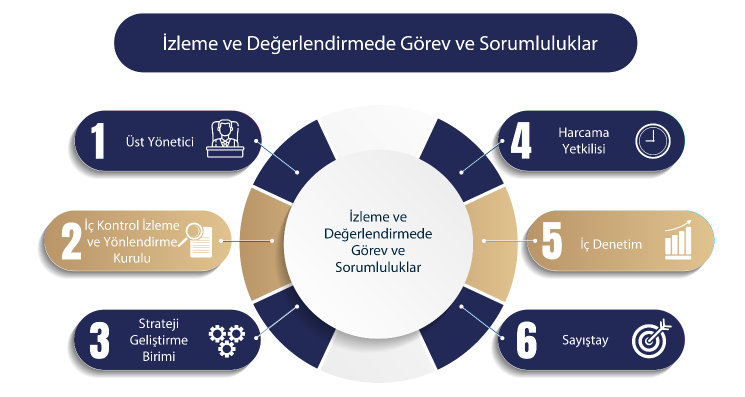 İzleme ve Değerlendirmede Görev ve Sorumluluklar
1
Üst Yönetici
2
İç Kontrol İzleme
ve Yönlendirme
Kurulu
3
Strateji
Geliştirme
Birimi
İzleme ve
Değerlendirmede
Görev ve
Sorumluluklar
4
Harcama
Yetkilisi
5
İç Denetim
6
Sayıştay